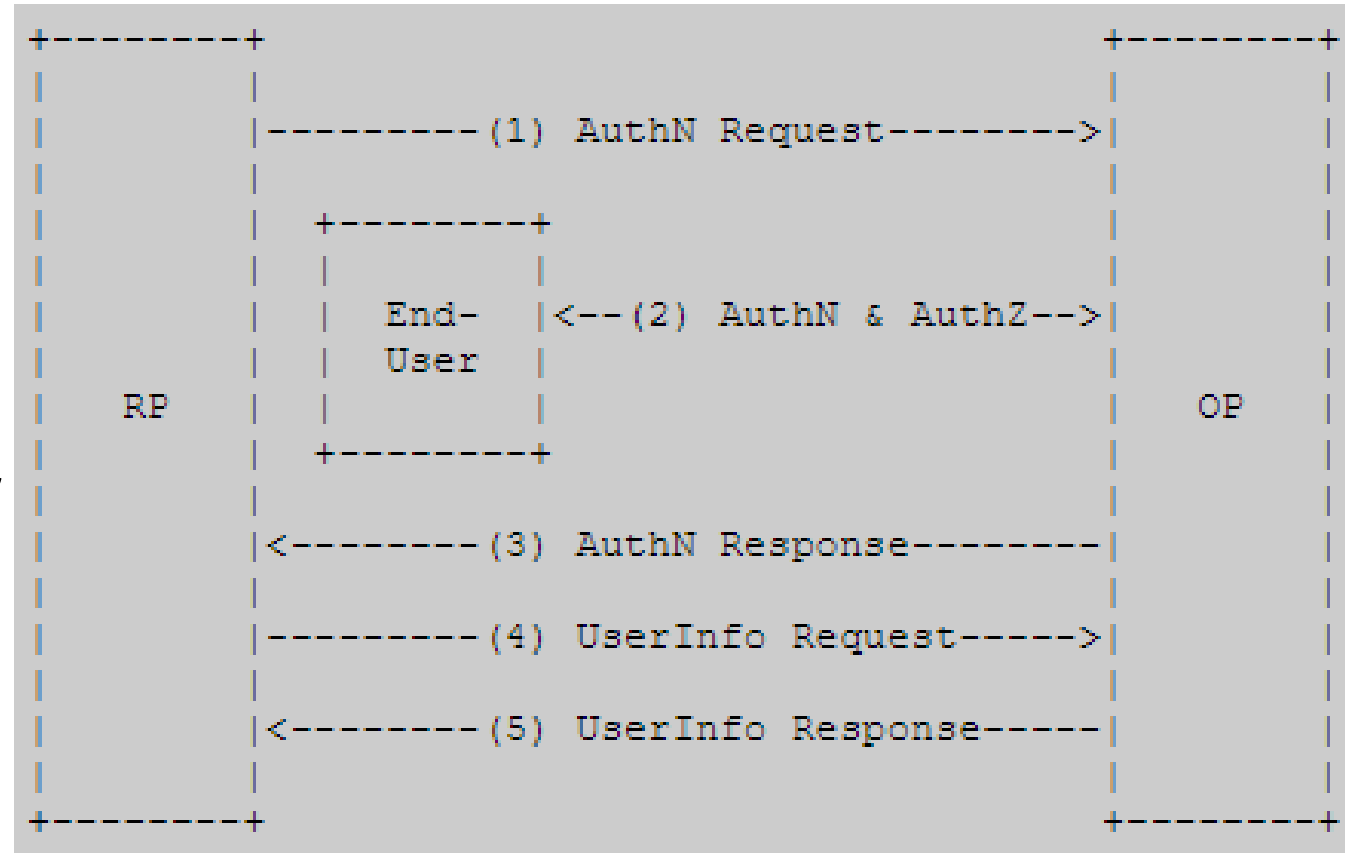 (1) AuthN Request
End-
(2) AuthN & AuthZ
User
RP
OP
(3) AuthN Response
(4) UserInfo Request
(5) UserInfo Response